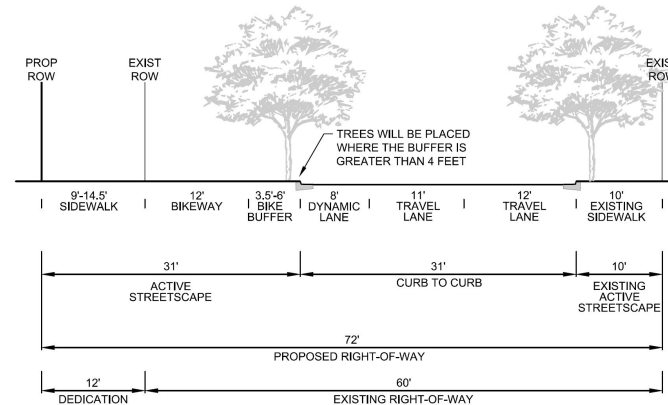 PROP
ROW
EXIST
ROW
EXIS
ROW
TREES WILL BE PLACED
WHERE THE BUFFER IS
GREATER THAN 4 FEET
9'-14.5'
SIDEWALK
12'
BIKEWAY
3.5'-6'
BIKE
BUFFER
8'
DYNAMIC
LANE
11'
TRAVEL
LANE
12'
TRAVEL
LANE
10'
EXISTING
SIDEWALK
31'
ACTIVE
STREETSCAPE
31'
CURB TO CURB
10'
EXISTING
ACTIVE
STREETSCAPE
72'
PROPOSED RIGHT-OF-WAY
12'
DEDICATION
60'
EXISTING RIGHT-OF-WAY